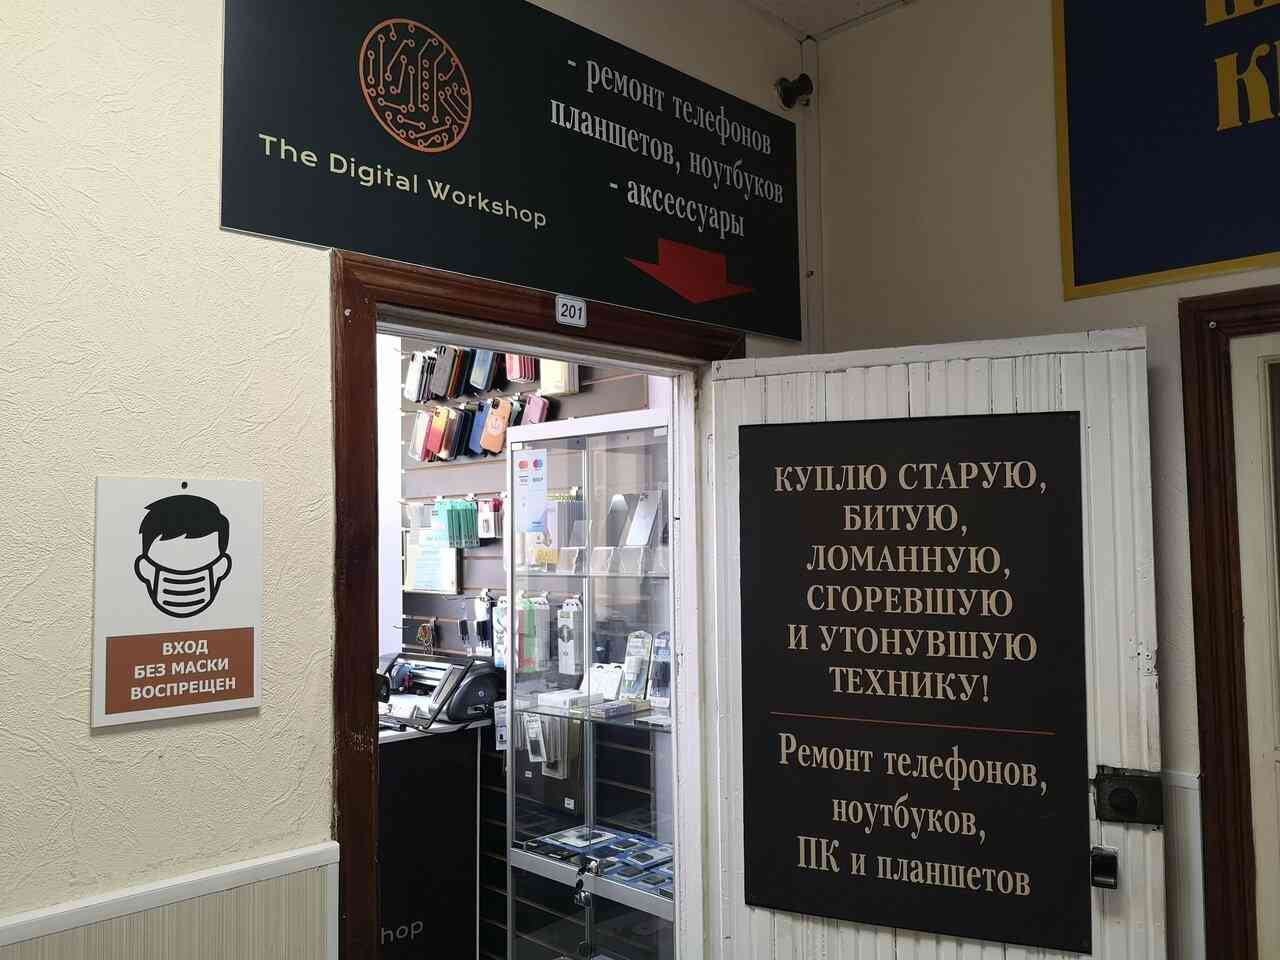 The Digital Workshop
- ремонт телефонов
планшетов, ноутбуков
- аксессуары
201
ВХОД
БЕЗ МАСКИ
ВОСПРЕЩЕН
КУПЛЮ СТАРУЮ,
БИТУЮ,
ЛОМАННУЮ,
СГОРЕВШУЮ
И УТОНУВШУЮ
ТЕХНИКУ!
Ремонт телефонов,
ноутбуков,
ПК и планшетов
hop